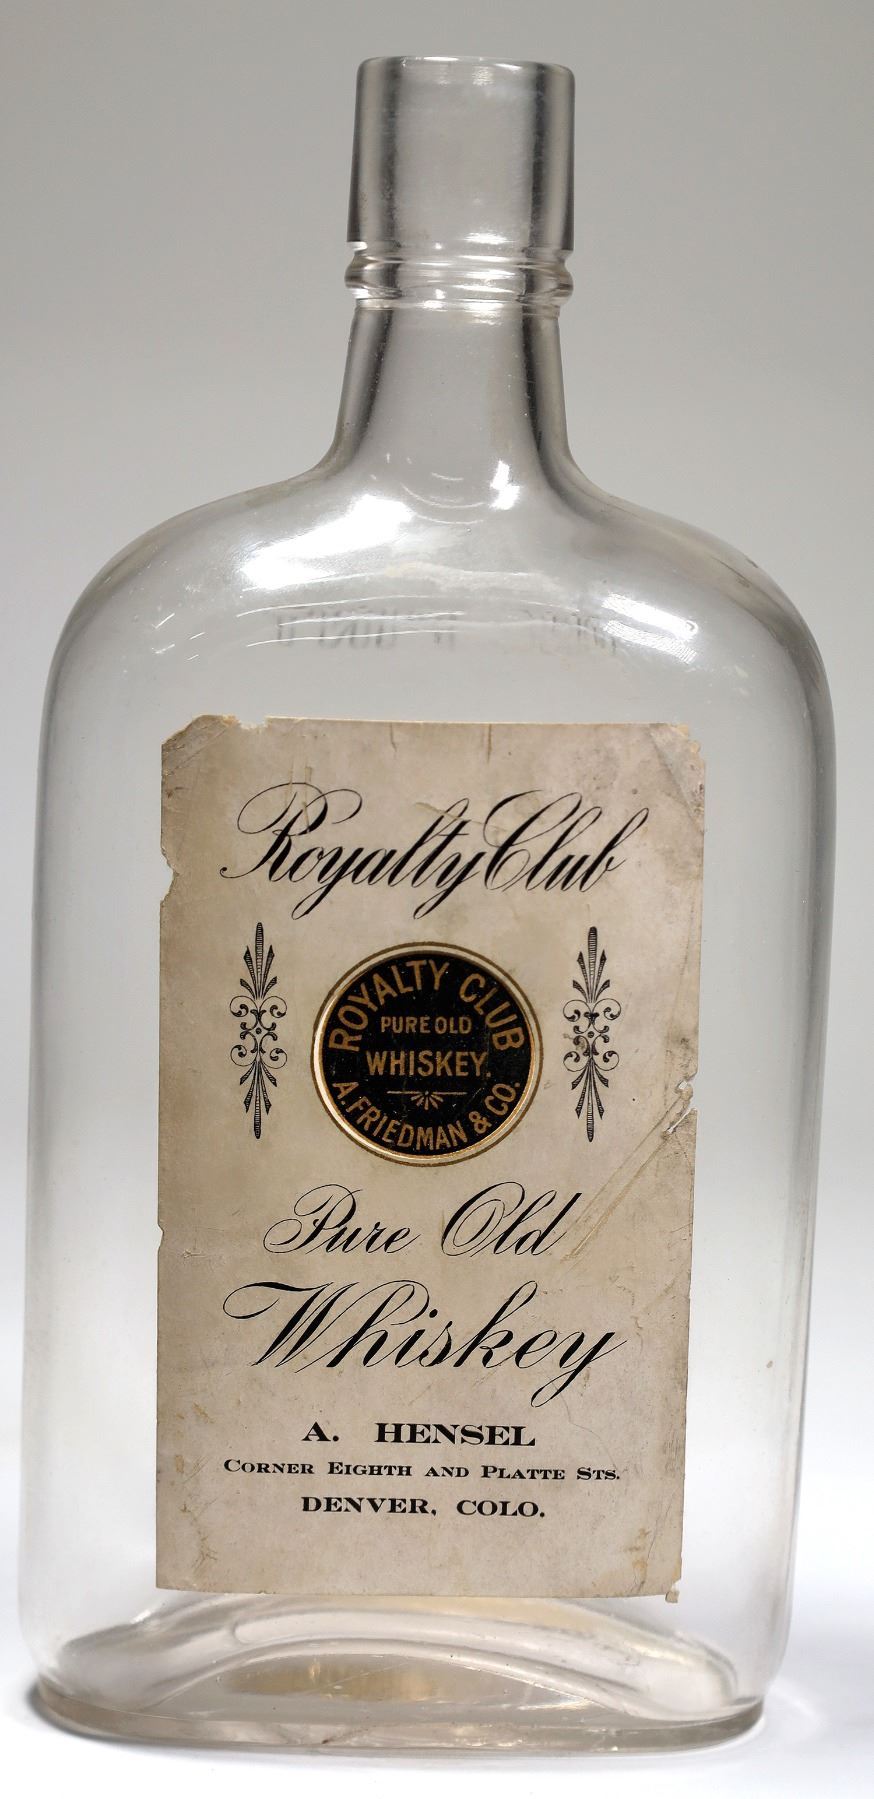 Royalty Club
ROYALTY CLUB
PURE OLD
WHISKEY.
A. FRIEDMAN & CO.
Pure Old
Whiskey
A. HENSEL
CORNER EIGHTH AND PLATTE STS.
DENVER, COLO.